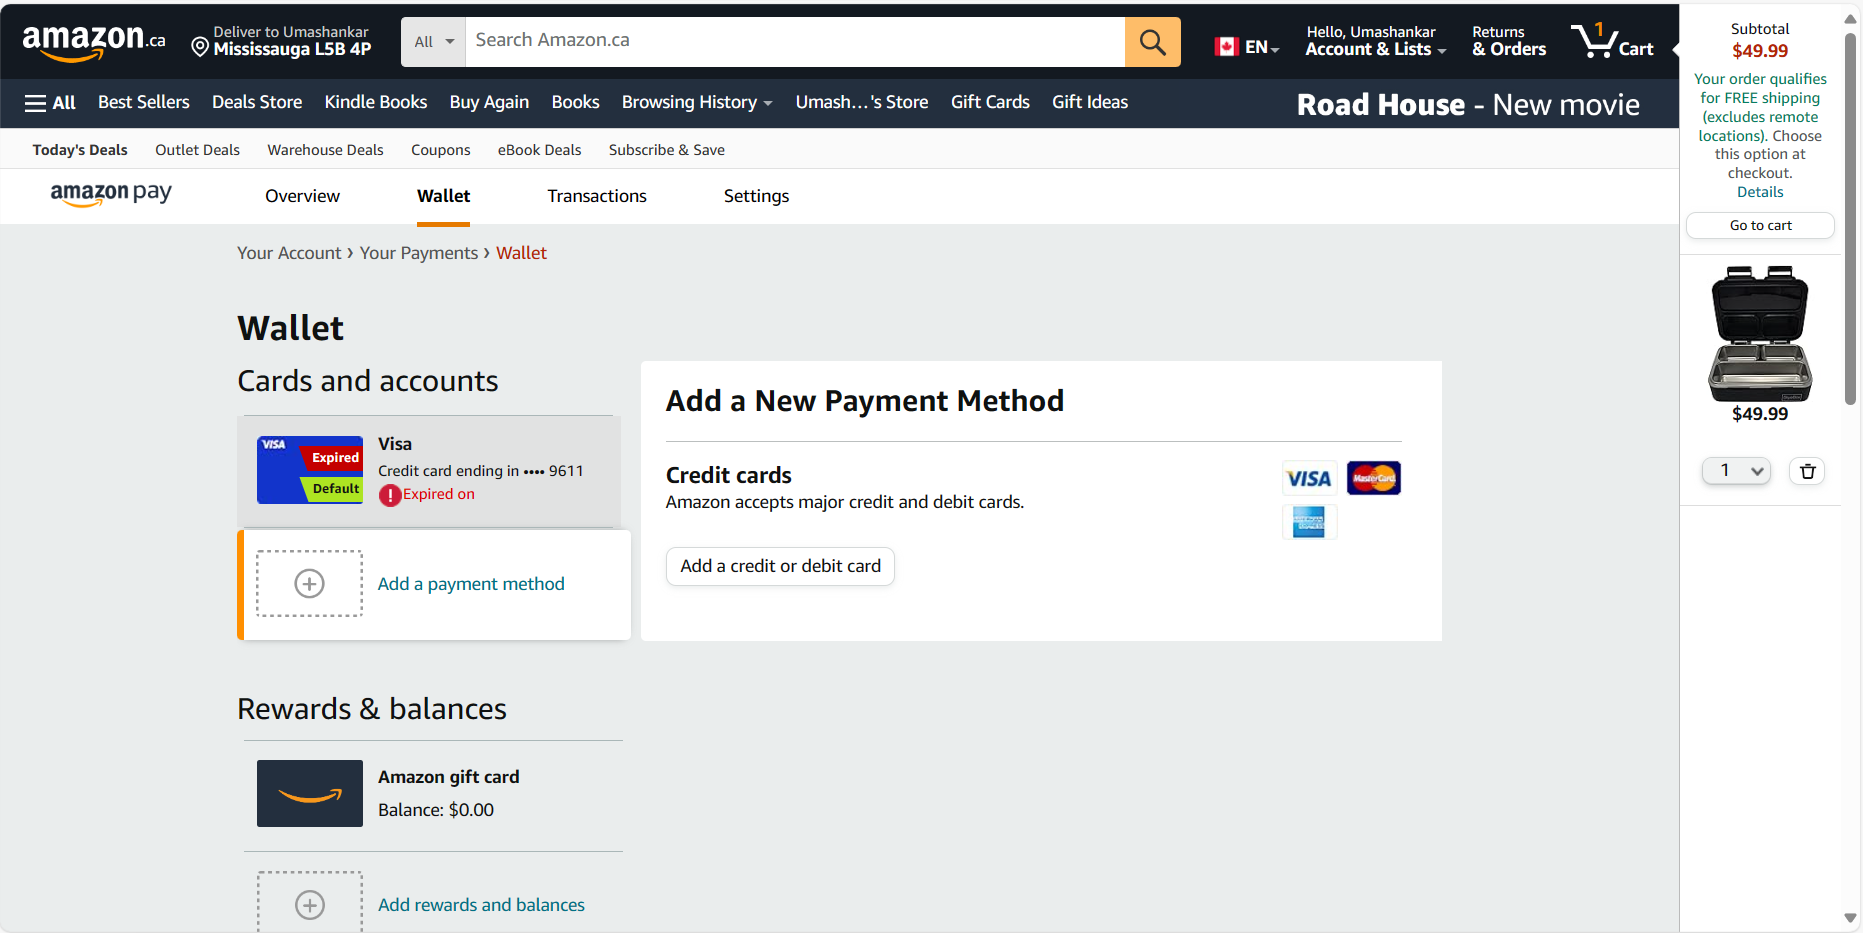 amazon.ca
Deliver to Umashankar
Mississauga L5B 4P
All
Search Amazon.ca
EN
Hello, Umashankar
Account & Lists
Returns
& Orders
1
Cart
All
Best Sellers
Deals Store
Kindle Books
Buy Again
Books
Browsing History
Umash...'s Store
Gift Cards
Gift Ideas
Road House - New movie
Today's Deals
Outlet Deals
Warehouse Deals
Coupons
eBook Deals
Subscribe & Save
amazon pay
Overview
Wallet
Transactions
Settings
Your Account › Your Payments › Wallet
Wallet
Cards and accounts
VISA
Expired
Default
Visa
Credit card ending in •••• 9611
! Expired on
Add a payment method
Add a New Payment Method
Credit cards
Amazon accepts major credit and debit cards.
VISA
MasterCard
AMERICAN EXPRESS
Add a credit or debit card
Rewards & balances
Amazon gift card
Balance: $0.00
Add rewards and balances
Subtotal
$49.99
Your order qualifies
for FREE shipping
(excludes remote
locations). Choose
this option at
checkout.
Details
Go to cart
$49.99
1